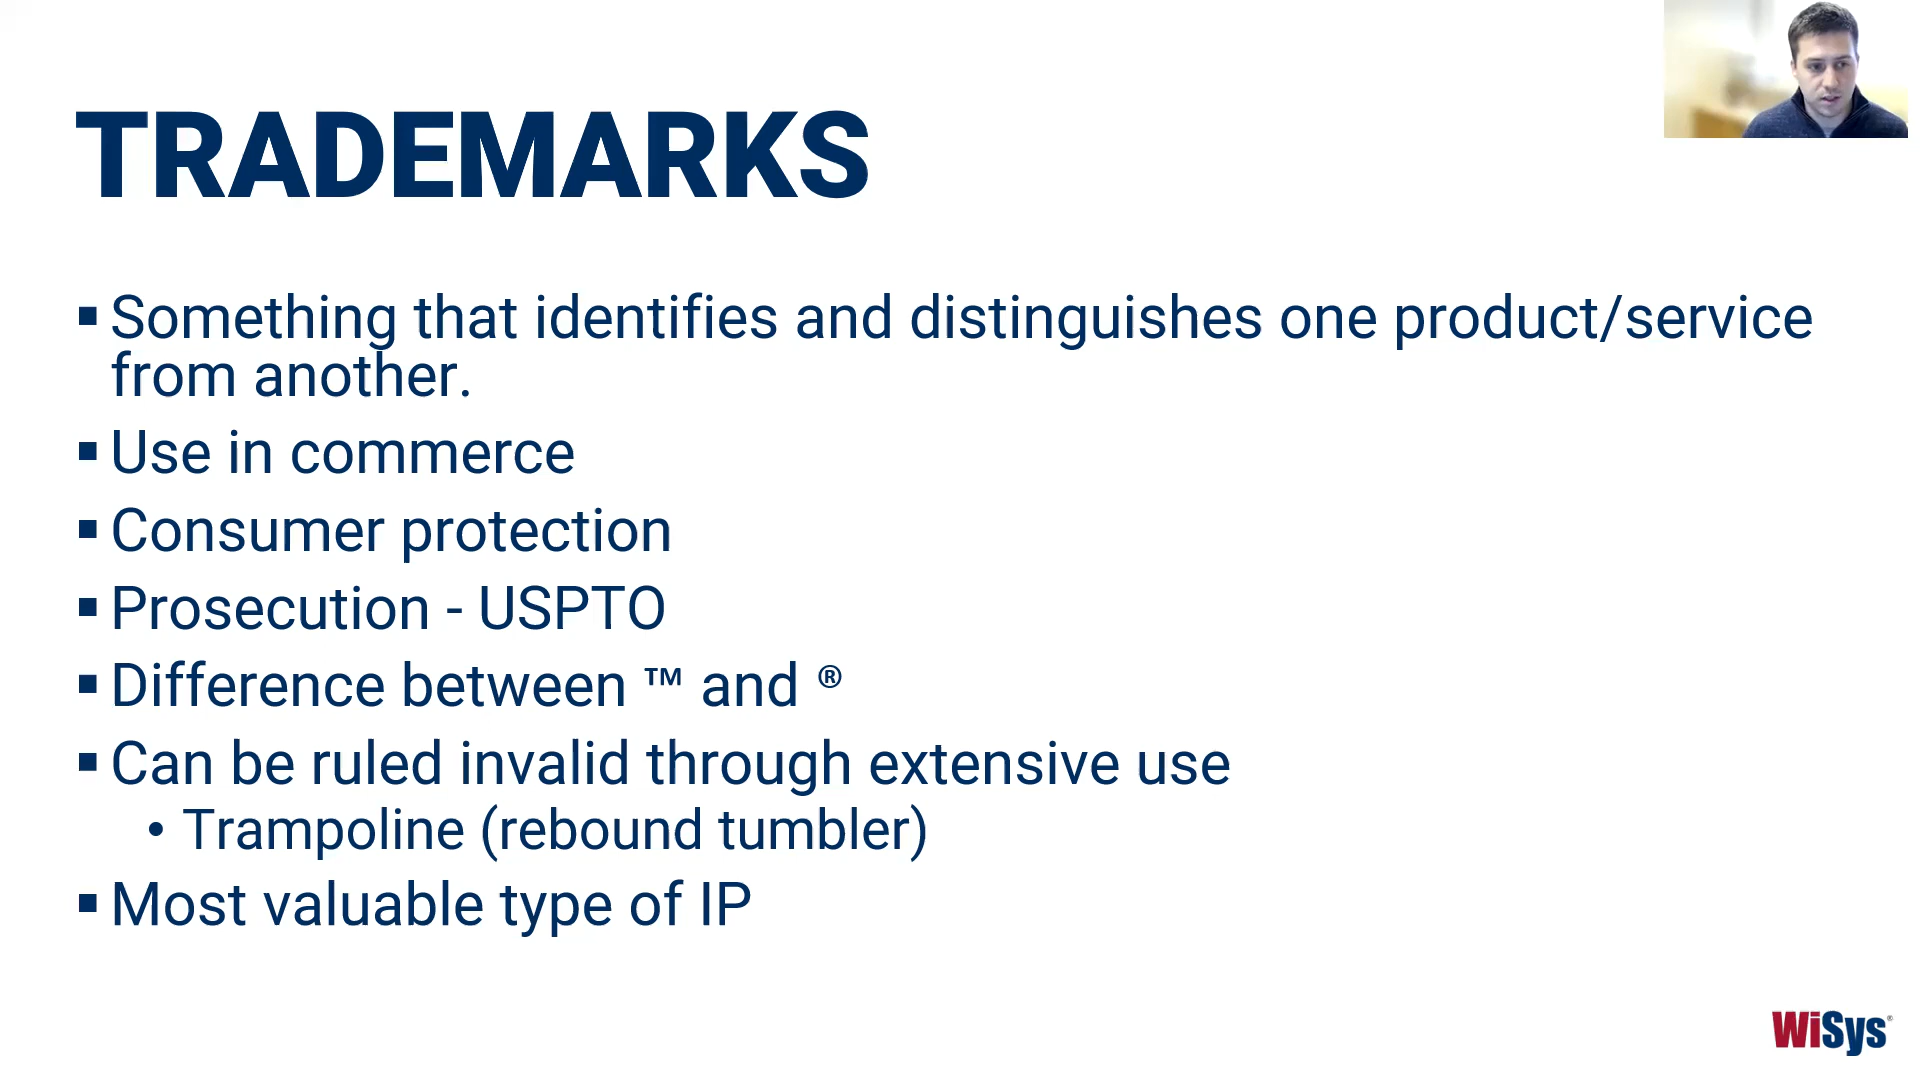 TRADEMARKS
▪ Something that identifies and distinguishes one product/service
from another.
▪ Use in commerce
▪ Consumer protection
▪ Prosecution - USPTO
▪ Difference between ™ and ®
▪ Can be ruled invalid through extensive use
• Trampoline (rebound tumbler)
▪ Most valuable type of IP
WiSys®